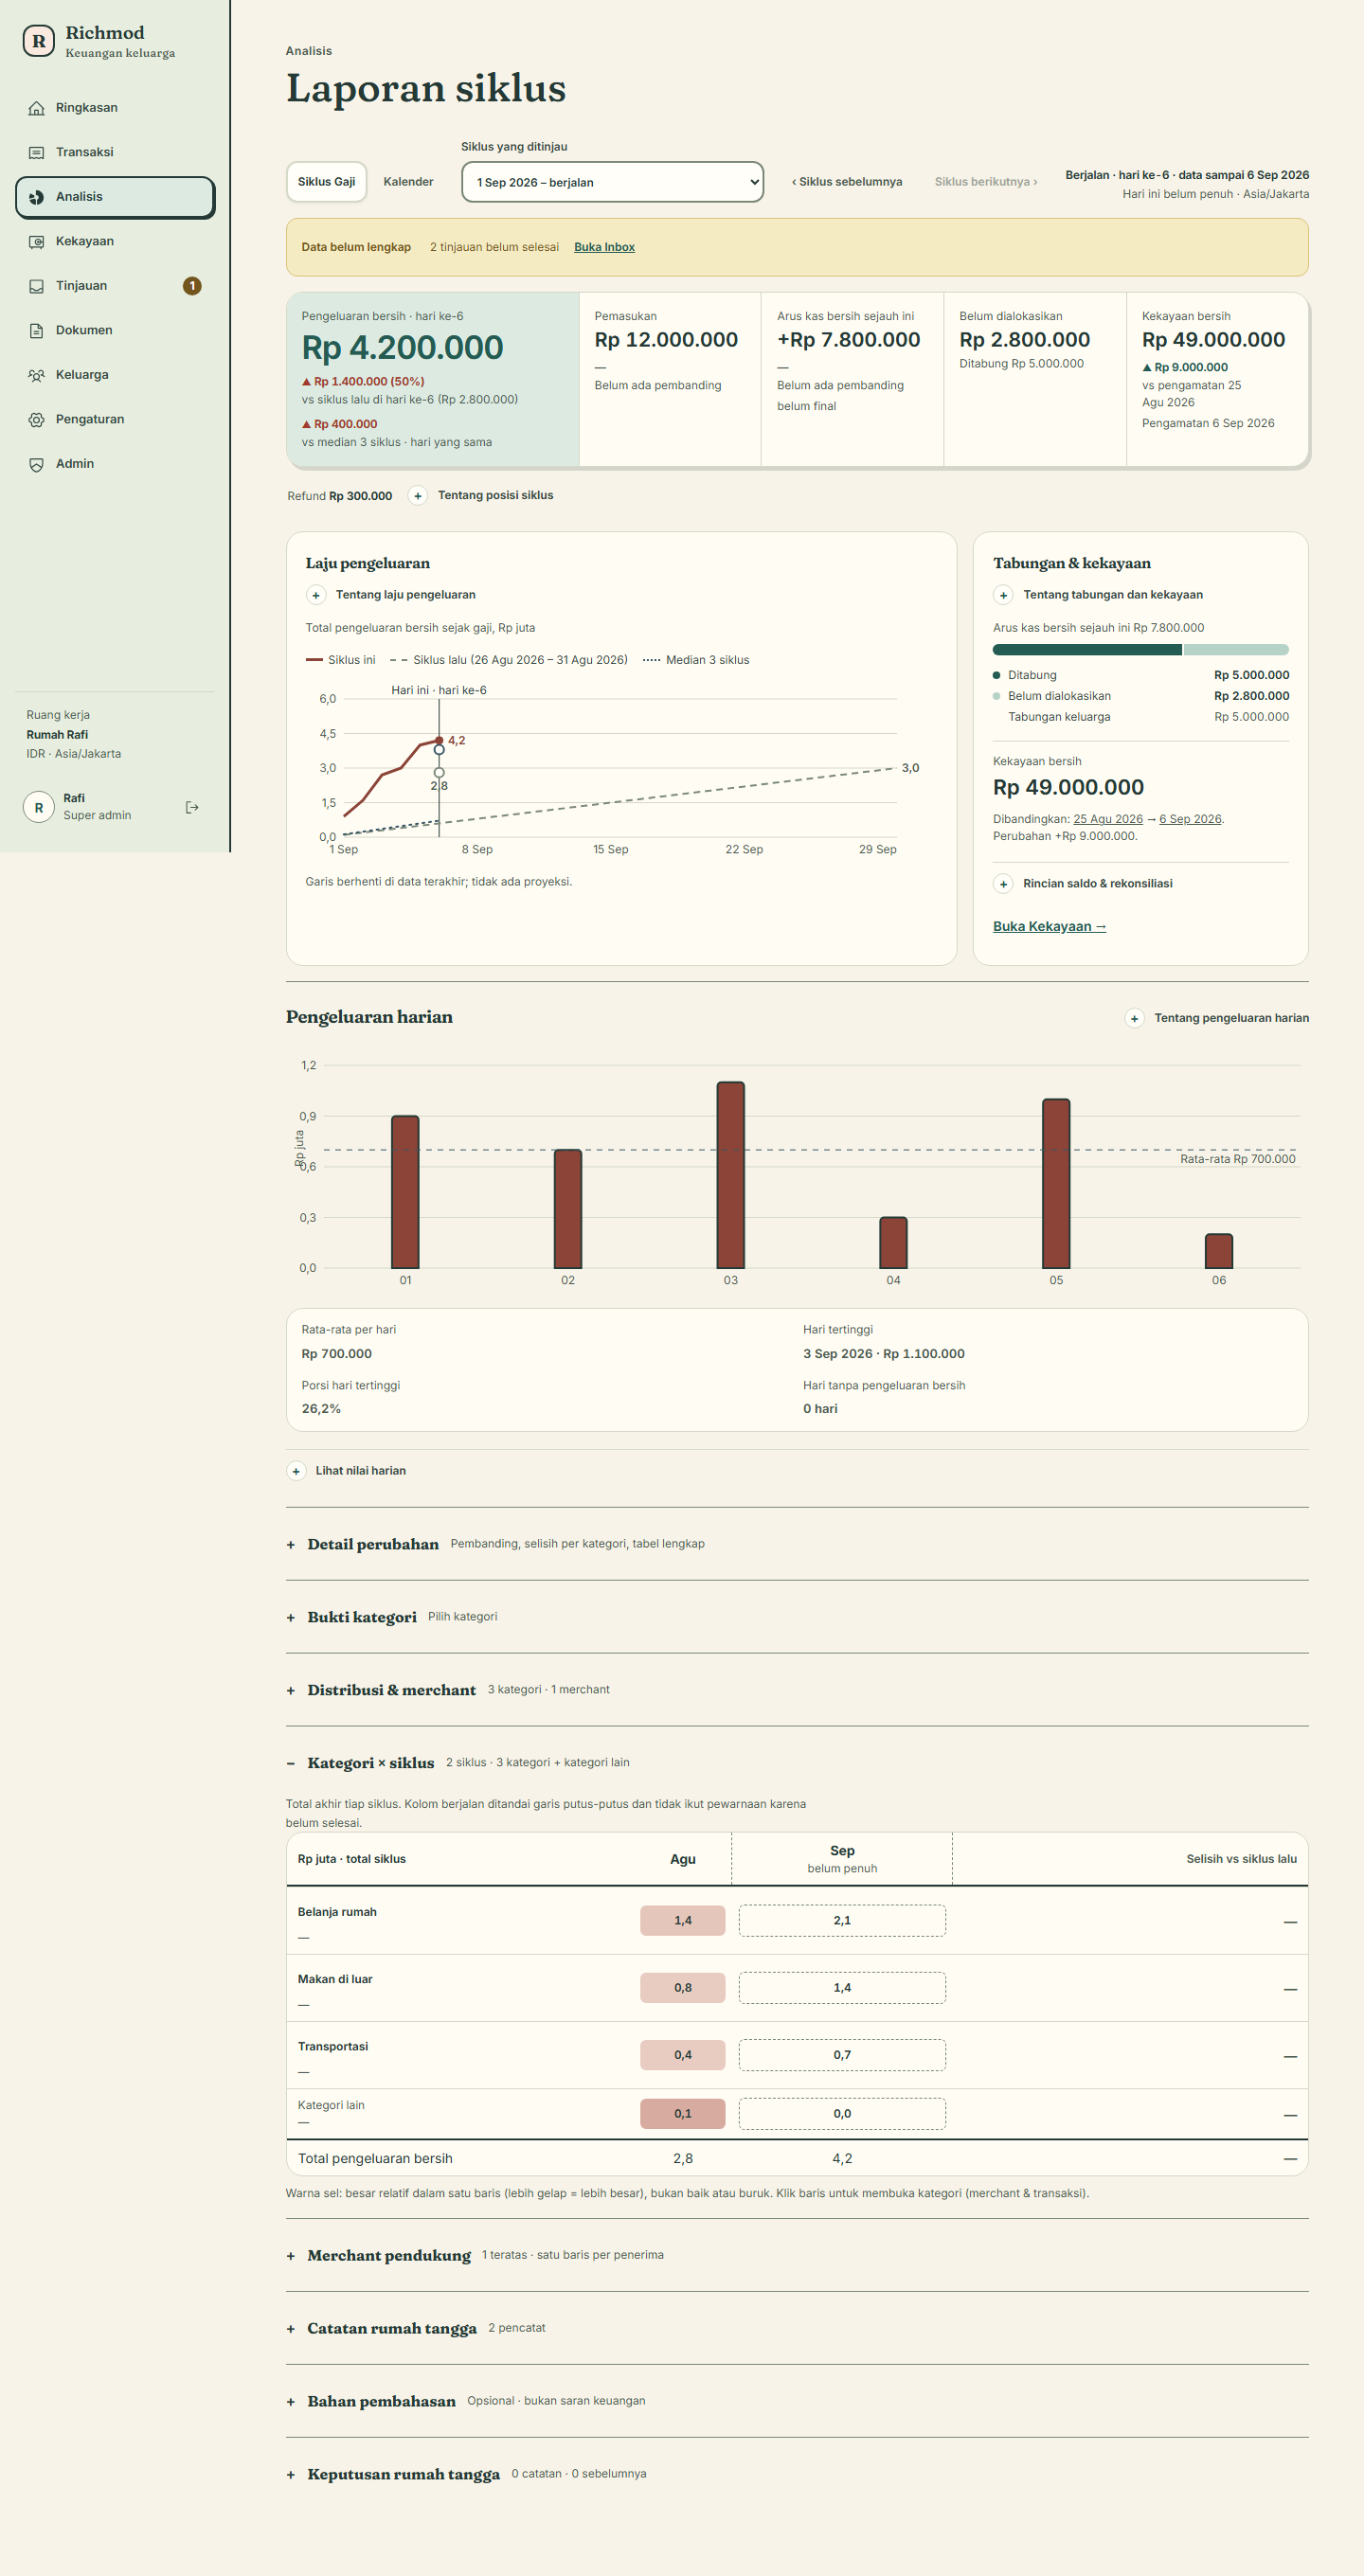 R
Richmod
Keuangan keluarga
Ringkasan
Transaksi
Analisis
Kekayaan
Tinjauan
1
Dokumen
Keluarga
Pengaturan
Admin
Ruang kerja
Rumah Rafi
IDR · Asia/Jakarta
R
Rafi
Super admin
Analisis
Laporan siklus
Siklus Gaji
Kalender
Siklus yang ditinjau
1 Sep 2026 – berjalan
‹ Siklus sebelumnya
Siklus berikutnya ›
Berjalan · hari ke-6 · data sampai 6 Sep 2026
Hari ini belum penuh · Asia/Jakarta
Data belum lengkap
2 tinjauan belum selesai
Buka Inbox
Pengeluaran bersih · hari ke-6
Rp 4.200.000
▲ Rp 1.400.000 (50%)
vs siklus lalu di hari ke-6 (Rp 2.800.000)
▲ Rp 400.000
vs median 3 siklus · hari yang sama
Pemasukan
Rp 12.000.000
—
Belum ada pembanding
Arus kas bersih sejauh ini
+Rp 7.800.000
—
Belum ada pembanding
belum final
Belum dialokasikan
Rp 2.800.000
Ditabung Rp 5.000.000
Kekayaan bersih
Rp 49.000.000
▲ Rp 9.000.000
vs pengamatan 25
Agu 2026
Pengamatan 6 Sep 2026
Refund Rp 300.000
+ Tentang posisi siklus
Laju pengeluaran
+ Tentang laju pengeluaran
Total pengeluaran bersih sejak gaji, Rp juta
Siklus ini
Siklus lalu (26 Agu 2026 – 31 Agu 2026)
Median 3 siklus
Hari ini · hari ke-6
6,0
4,5
3,0
1,5
0,0
4,2
2,8
3,0
1 Sep
8 Sep
15 Sep
22 Sep
29 Sep
Garis berhenti di data terakhir; tidak ada proyeksi.
Tabungan & kekayaan
+ Tentang tabungan dan kekayaan
Arus kas bersih sejauh ini Rp 7.800.000
Ditabung Rp 5.000.000
Belum dialokasikan Rp 2.800.000
Tabungan keluarga Rp 5.000.000
Kekayaan bersih
Rp 49.000.000
Dibandingkan: 25 Agu 2026 → 6 Sep 2026.
Perubahan +Rp 9.000.000.
+ Rincian saldo & rekonsiliasi
Buka Kekayaan →
Pengeluaran harian
+ Tentang pengeluaran harian
Rp juta
1,2
0,9
0,6
0,3
0,0
Rata-rata Rp 700.000
01
02
03
04
05
06
Rata-rata per hari
Rp 700.000
Hari tertinggi
3 Sep 2026 · Rp 1.100.000
Porsi hari tertinggi
26,2%
Hari tanpa pengeluaran bersih
0 hari
+ Lihat nilai harian
+ Detail perubahan Pembanding, selisih per kategori, tabel lengkap
+ Bukti kategori Pilih kategori
+ Distribusi & merchant 3 kategori · 1 merchant
− Kategori × siklus 2 siklus · 3 kategori + kategori lain
Total akhir tiap siklus. Kolom berjalan ditandai garis putus-putus dan tidak ikut pewarnaan karena
belum selesai.
Rp juta · total siklus
Agu
Sep
belum penuh
Selisih vs siklus lalu
Belanja rumah
—
1,4
2,1
—
Makan di luar
—
0,8
1,4
—
Transportasi
—
0,4
0,7
—
Kategori lain
—
0,1
0,0
—
Total pengeluaran bersih
2,8
4,2
—
Warna sel: besar relatif dalam satu baris (lebih gelap = lebih besar), bukan baik atau buruk. Klik baris untuk membuka kategori (merchant & transaksi).
+ Merchant pendukung 1 teratas · satu baris per penerima
+ Catatan rumah tangga 2 pencatat
+ Bahan pembahasan Opsional · bukan saran keuangan
+ Keputusan rumah tangga 0 catatan · 0 sebelumnya